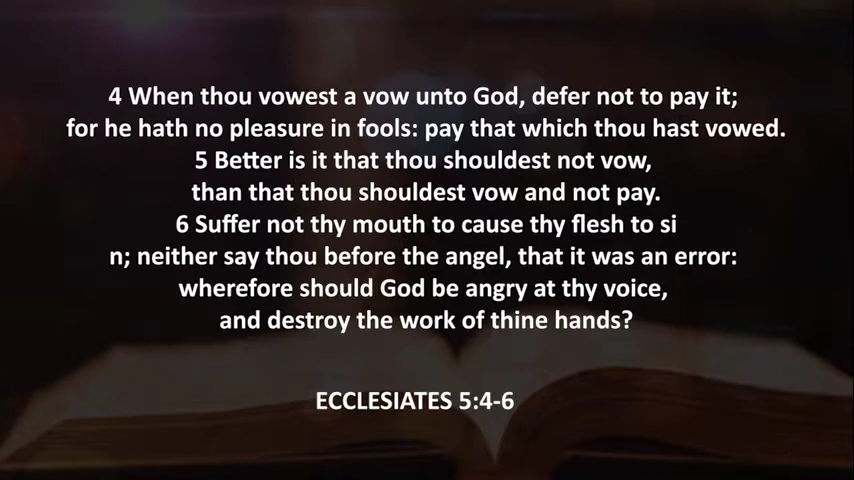 4 When thou vowest a vow unto God, defer not to pay it;
for he hath no pleasure in fools: pay that which thou hast vowed.
5 Better is it that thou shouldest not vow,
than that thou shouldest vow and not pay.
6 Suffer not thy mouth to cause thy flesh to si
n; neither say thou before the angel, that it was an error:
wherefore should God be angry at thy voice,
and destroy the work of thine hands?
ECCLESIATES 5:4-6